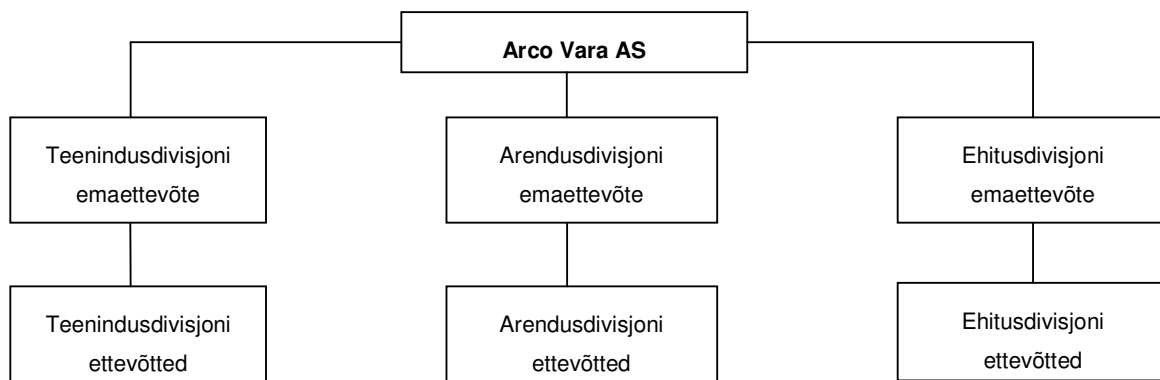 Arco Vara AS
Teenindusdivisjoni
emaettevõte
Arendusdivisjoni
emaettevõte
Ehitusdivisjoni
emaettevõte
Teenindusdivisjoni
ettevõtted
Arendusdivisjoni
ettevõtted
Ehitusdivisjoni
ettevõtted